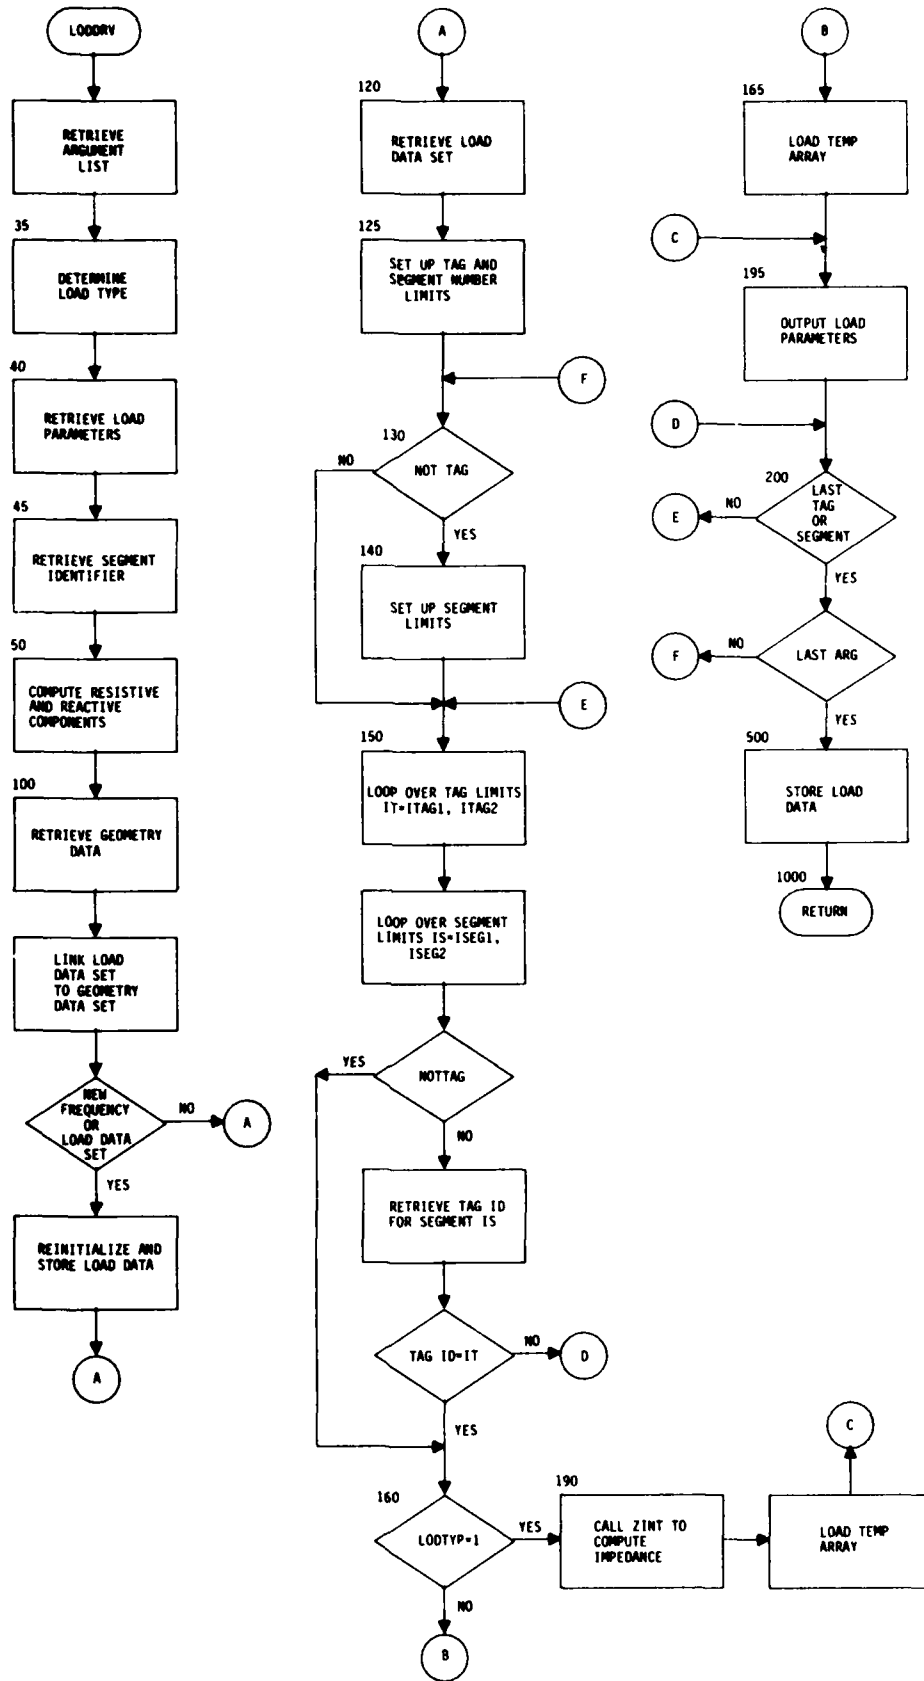 LODDRV
RETRIEVE
ARGUMENT
LIST
35
DETERMINE
LOAD TYPE
40
RETRIEVE LOAD
PARAMETERS
45
RETRIEVE SEGMENT
IDENTIFIER
50
COMPUTE RESISTIVE
AND REACTIVE
COMPONENTS
100
RETRIEVE GEOMETRY
DATA
LINK LOAD
DATA SET
TO GEOMETRY
DATA SET
NEW
FREQUENCY
OR
LOAD DATA
SET
NO
A
YES
REINITIALIZE AND
STORE LOAD DATA
A
A
120
RETRIEVE LOAD
DATA SET
125
SET UP TAG AND
SEGMENT NUMBER
LIMITS
F
130
NO
NOT TAG
YES
140
SET UP SEGMENT
LIMITS
E
150
LOOP OVER TAG LIMITS
IT=ITAG1, ITAG2
LOOP OVER SEGMENT
LIMITS IS=ISEG1,
ISEG2
YES
NOTTAG
NO
RETRIEVE TAG ID
FOR SEGMENT IS
TAG ID=IT
NO
D
YES
160
LODTYP=1
YES
NO
B
190
CALL ZINT TO
COMPUTE
IMPEDANCE
LOAD TEMP
ARRAY
C
B
165
LOAD TEMP
ARRAY
C
195
OUTPUT LOAD
PARAMETERS
D
200
LAST
TAG
OR
SEGMENT
NO
E
YES
LAST ARG
NO
F
YES
500
STORE LOAD
DATA
1000
RETURN